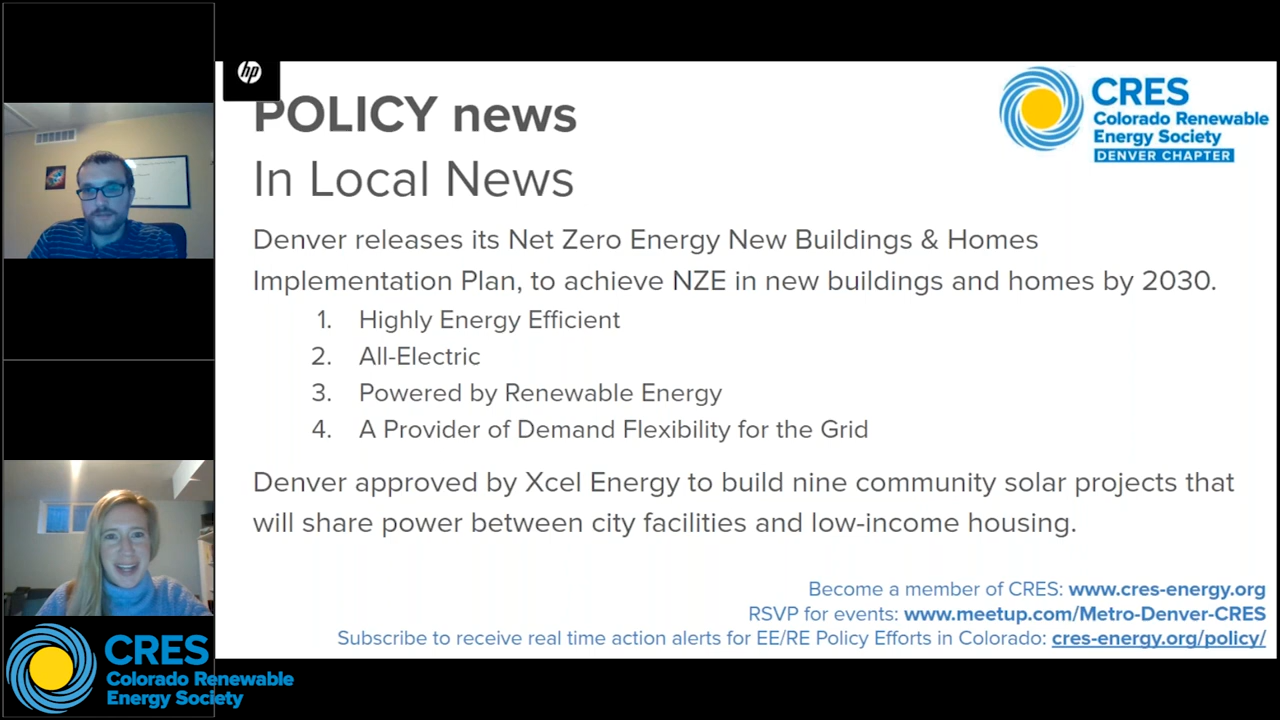 hp
POLICY news
In Local News
CRES
Colorado Renewable
Energy Society
DENVER CHAPTER
Denver releases its Net Zero Energy New Buildings & Homes
Implementation Plan, to achieve NZE in new buildings and homes by 2030.
1. Highly Energy Efficient
2. All-Electric
3. Powered by Renewable Energy
4. A Provider of Demand Flexibility for the Grid
Denver approved by Xcel Energy to build nine community solar projects that
will share power between city facilities and low-income housing.
Become a member of CRES: www.cres-energy.org
RSVP for events: www.meetup.com/Metro-Denver-CRES
Subscribe to receive real time action alerts for EE/RE Policy Efforts in Colorado: cres-energy.org/policy/
CRES
Colorado Renewable
Energy Society